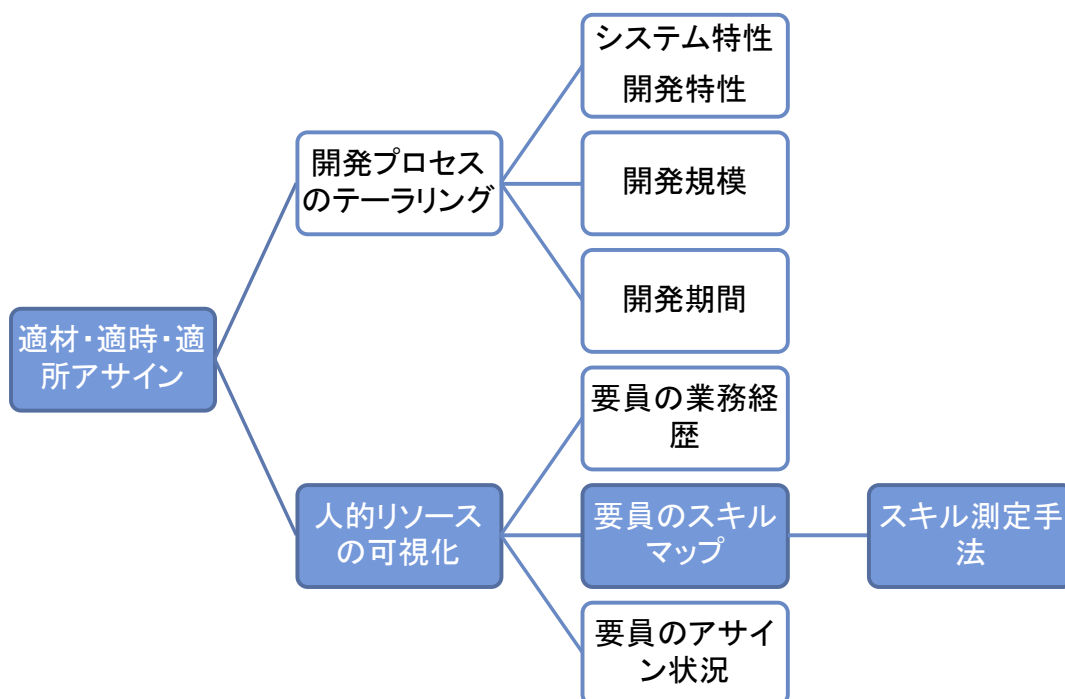 システム特性
開発特性
開発プロセス
のテーラリング
開発規模
開発期間
適材・適時・適
所アサイン
要員の業務経
歴
人的リソース
の可視化
要員のスキル
マップ
スキル測定手
法
要員のアサイ
ン状況